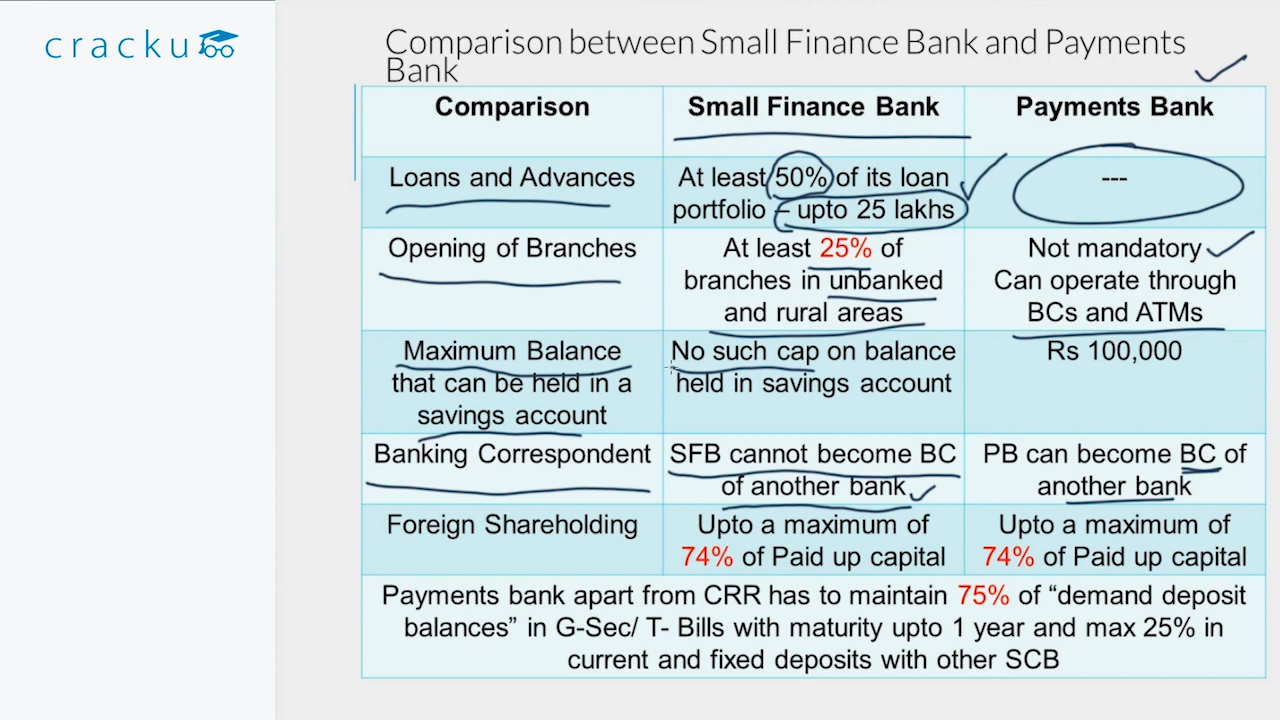 cracku
Comparison between Small Finance Bank and Payments
Bank
Comparison Small Finance Bank Payments Bank
Loans and Advances At least 50% of its loan ---
portfolio – upto 25 lakhs
Opening of Branches At least 25% of Not mandatory
branches in unbanked Can operate through
and rural areas BCs and ATMs
Maximum Balance No such cap on balance Rs 100,000
that can be held in a held in savings account
savings account
Banking Correspondent SFB cannot become BC PB can become BC of
of another bank another bank
Foreign Shareholding Upto a maximum of Upto a maximum of
74% of Paid up capital 74% of Paid up capital
Payments bank apart from CRR has to maintain 75% of “demand deposit
balances” in G-Sec/ T- Bills with maturity upto 1 year and max 25% in
current and fixed deposits with other SCB